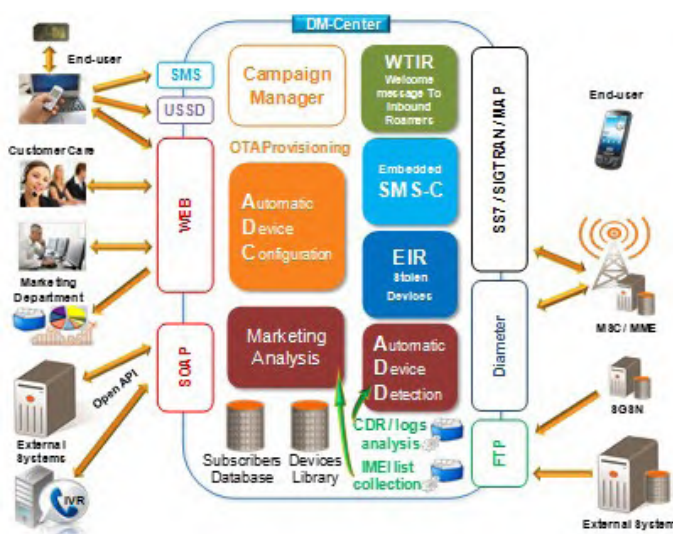 DM-Center
End-user
SMS
USSD
Customer Care
WEB
Marketing
Department
SOAP
Open API
External
Systems
IVR
Campaign
Manager
OTA Provisioning
Automatic
Device
Configuration
Marketing
Analysis
Subscribers
Database
Devices
Library
WTIR
Welcome
message To
Inbound
Roamers
Embedded
SMS-C
EIR
Stolen
Devices
Automatic
Device
Detection
CDR / logs
analysis
IMEI list
collection
SS7 / SIGTRAN / MAP
Diameter
FTP
End-user
MSC / MME
SGSN
External System